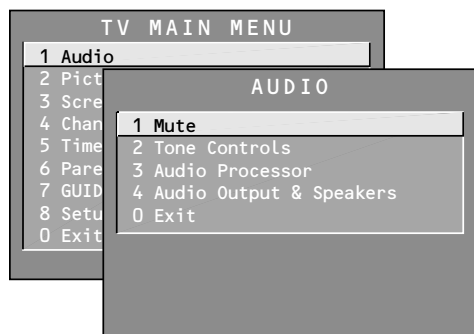 TV MAIN MENU
1 Audio
2 Pict
3 Scre
4 Chan
5 Time
6 Pare
7 GUID
8 Setu
0 Exit
AUDIO
1 Mute
2 Tone Controls
3 Audio Processor
4 Audio Output & Speakers
0 Exit